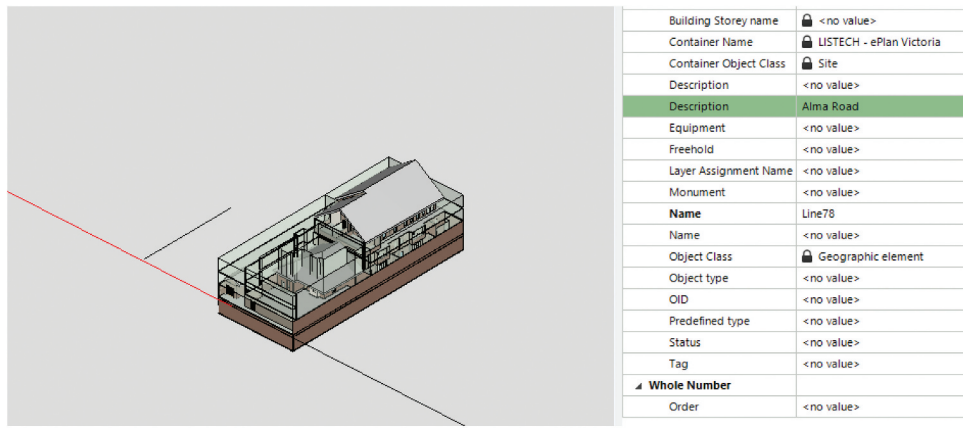 Building Storey name <no value>
Container Name LISTECH - ePlan Victoria
Container Object Class Site
Description <no value>
Description Alma Road
Equipment <no value>
Freehold <no value>
Layer Assignment Name <no value>
Monument <no value>
Name Line78
Name <no value>
Object Class Geographic element
Object type <no value>
OID <no value>
Predefined type <no value>
Status <no value>
Tag <no value>
Whole Number
Order <no value>